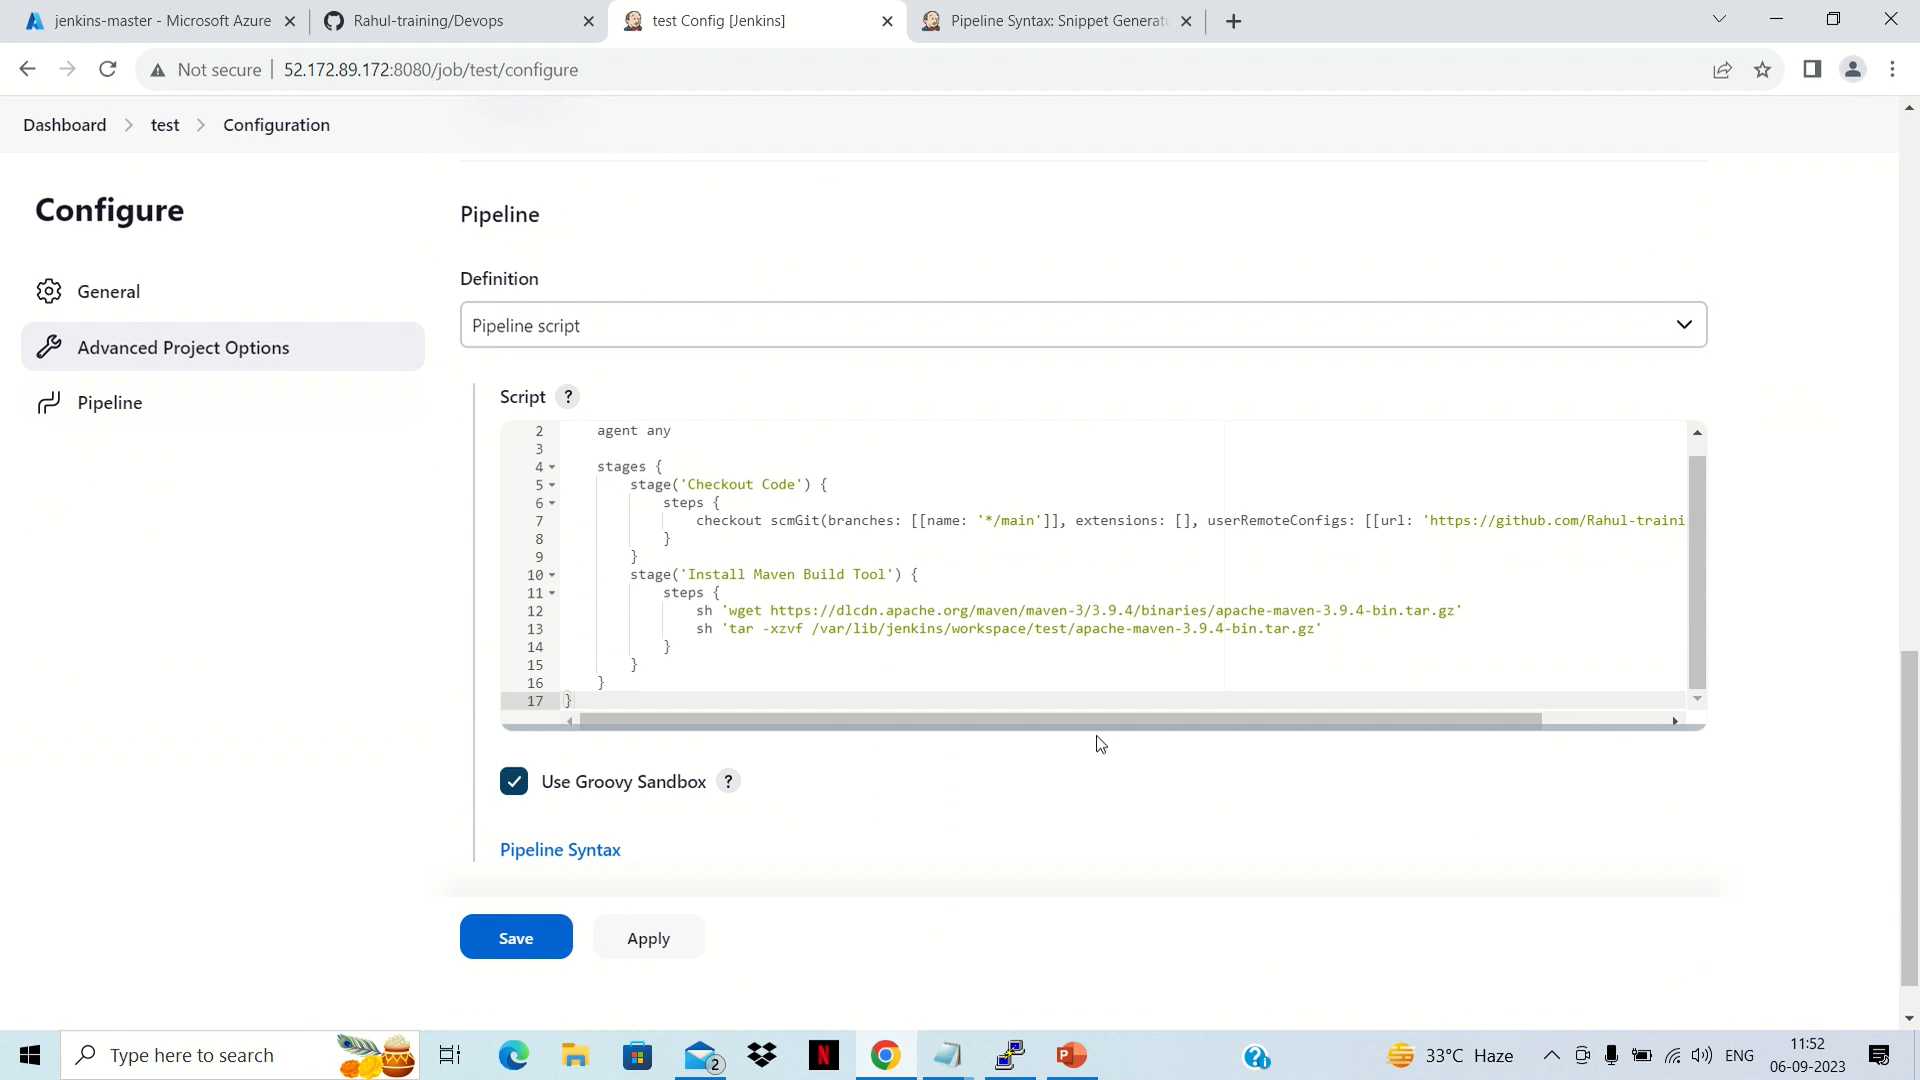 jenkins-master - Microsoft Azure
Rahul-training/Devops
test Config [Jenkins]
Pipeline Syntax: Snippet Generat
Not secure
52.172.89.172:8080/job/test/configure
Dashboard > test > Configuration
Configure
General
Advanced Project Options
Pipeline
Pipeline
Definition
Pipeline script
Script ?
2 agent any
3
4 stages {
5 stage('Checkout Code') {
6 steps {
7 checkout scmGit(branches: [[name: '*/main']], extensions: [], userRemoteConfigs: [[url: 'https://github.com/Rahul-traini
8 }
9 }
10 stage('Install Maven Build Tool') {
11 steps {
12 sh 'wget https://dlcdn.apache.org/maven/maven-3/3.9.4/binaries/apache-maven-3.9.4-bin.tar.gz'
13 sh 'tar -xzvf /var/lib/jenkins/workspace/test/apache-maven-3.9.4-bin.tar.gz'
14 }
15 }
16 }
17 }
Use Groovy Sandbox ?
Pipeline Syntax
Save
Apply
Type here to search
2
N
P
?
33°C Haze
ENG
11:52
06-09-2023